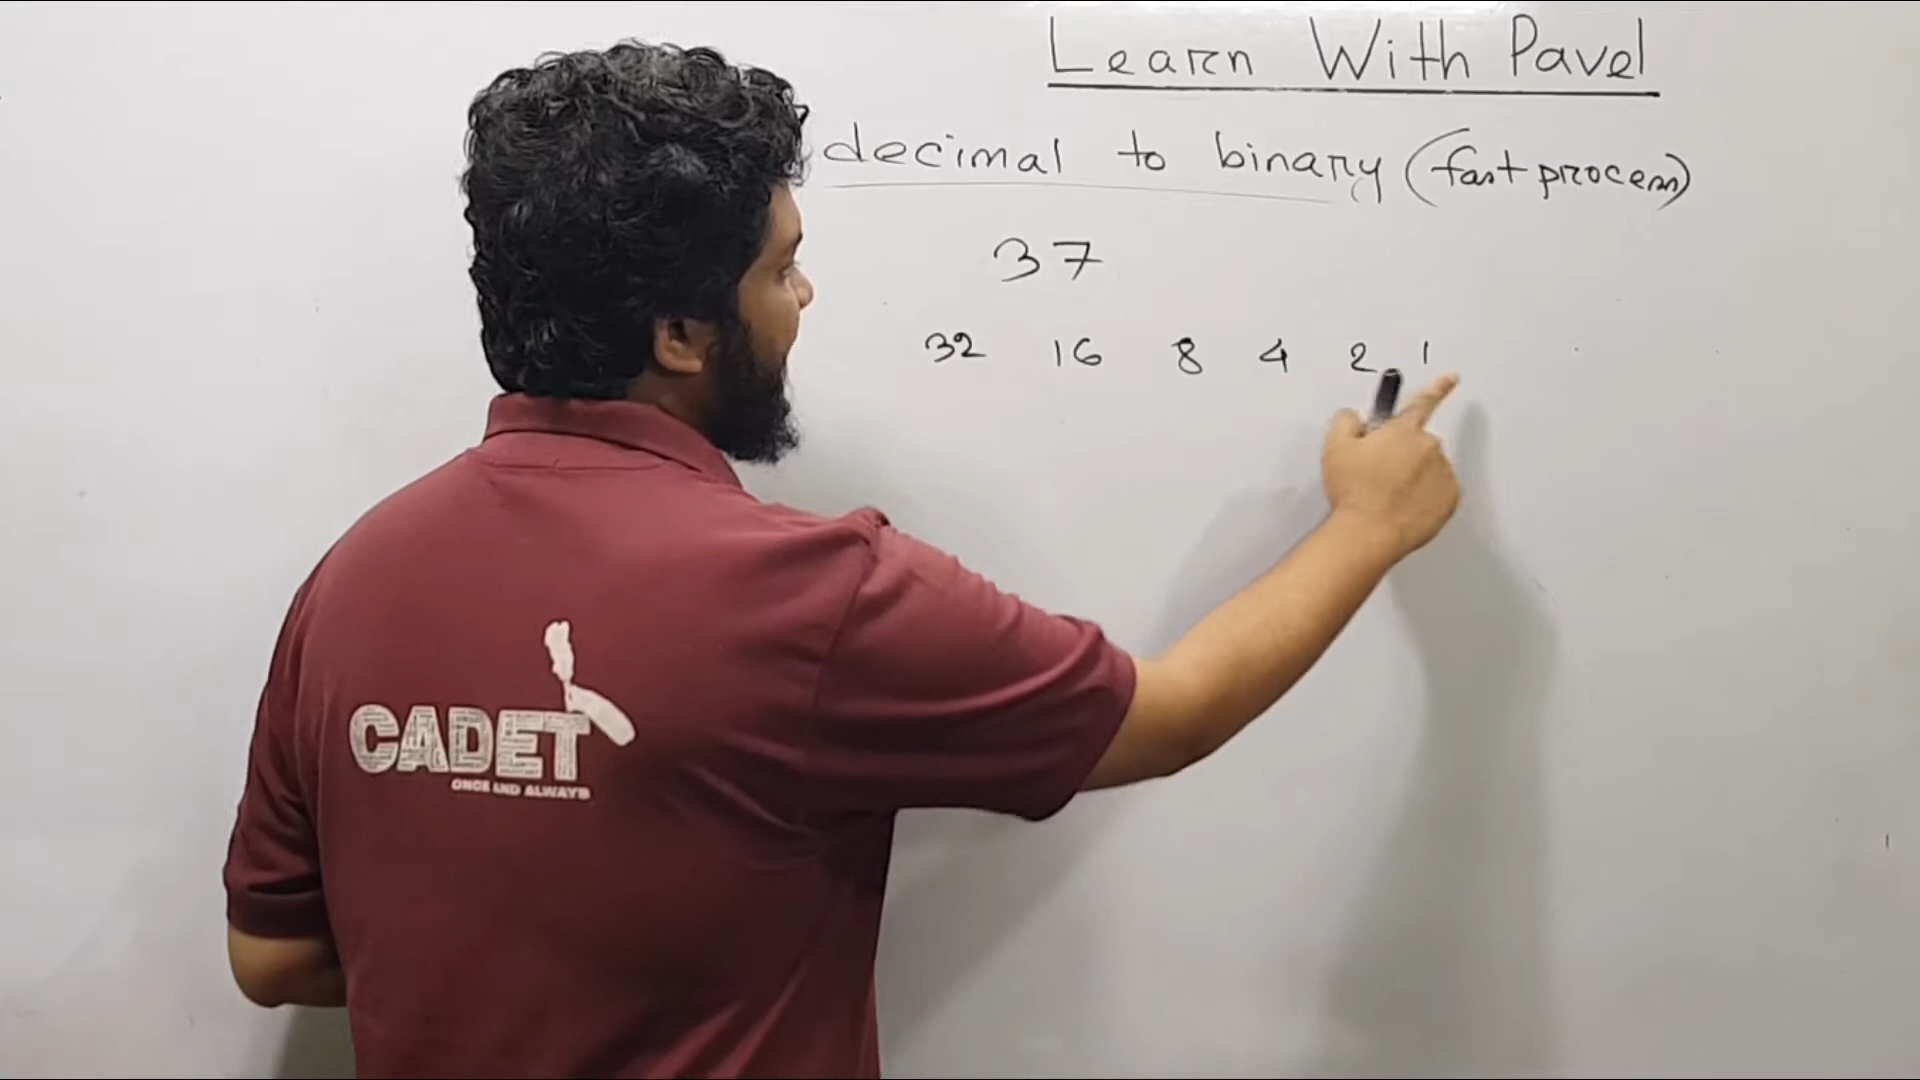 Learn With Pavel
decimal to binary (fast process)
37
32 16 8 4 2 1
CADET
ONCE AND ALWAYS